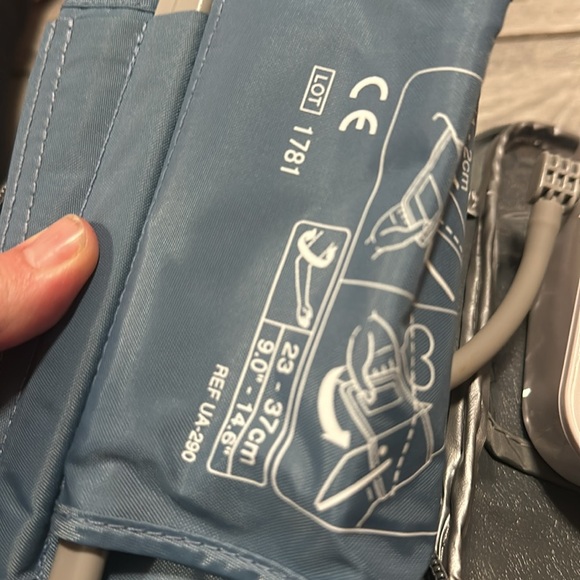 CE
LOT 1781
23 - 37cm
9.0" - 14.6"
REF UA-290
2cm